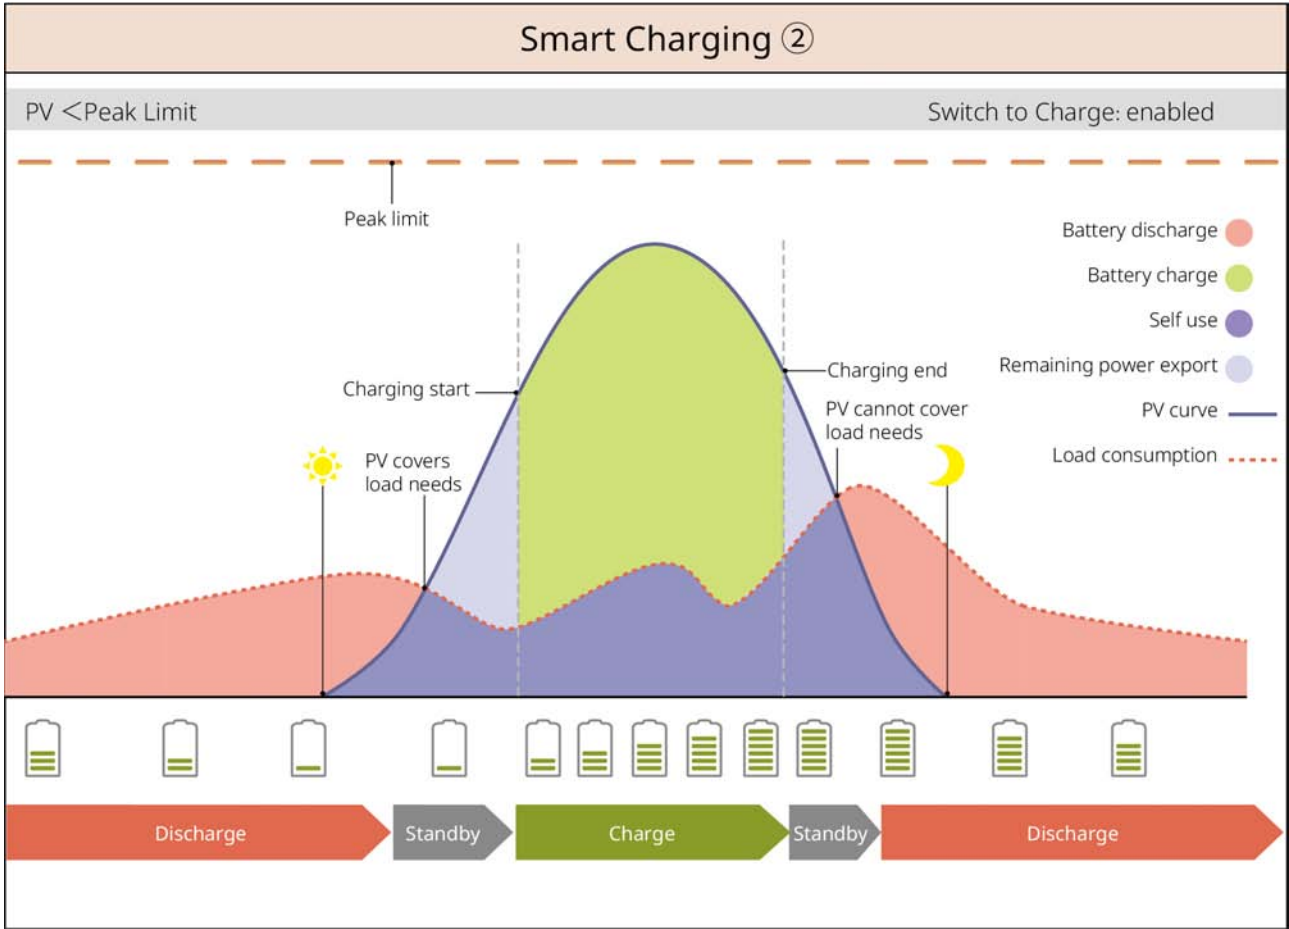 Smart Charging ②
PV <Peak Limit
Switch to Charge: enabled
Peak limit
Battery discharge
Battery charge
Self use
Remaining power export
PV curve
Load consumption
Charging start
Charging end
PV cannot cover
load needs
PV covers
load needs
Discharge
Standby
Charge
Standby
Discharge